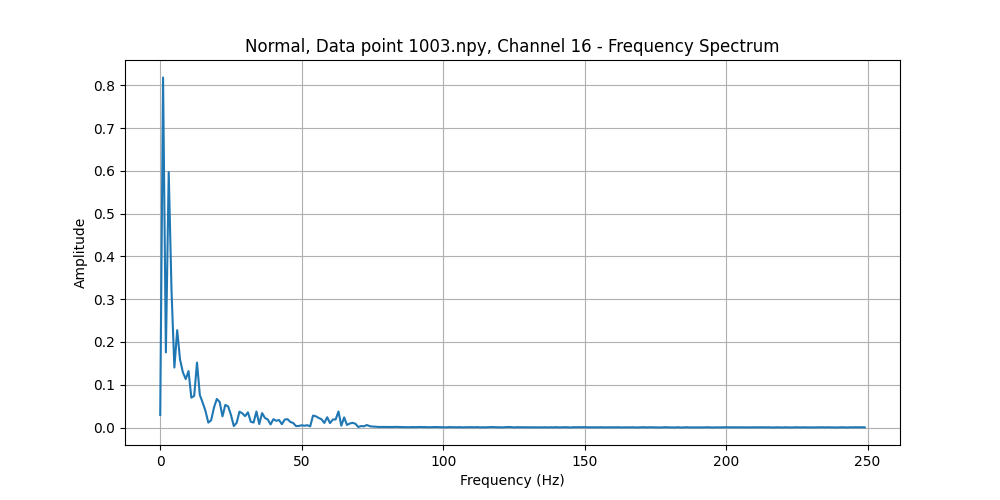 Normal, Data point 1003.npy, Channel 16 - Frequency Spectrum
0.8
0.7
0.6
0.5
0.4
0.3
0.2
0.1
0.0
Amplitude
0 50 100 150 200 250
Frequency (Hz)